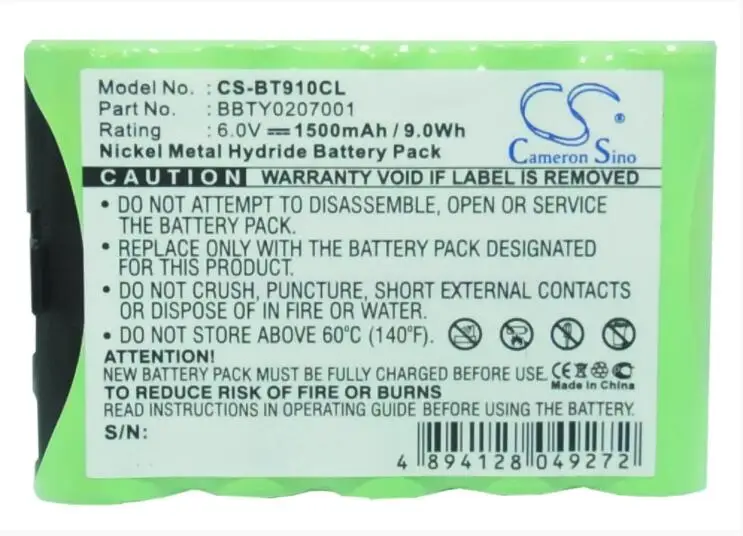 Model No. : CS-BT910CL
Part No. : BBTY0207001
Rating : 6.0V 1500mAh / 9.0Wh
Nickel Metal Hydride Battery Pack
CS
®
Cameron Sino
CAUTION WARRANTY VOID IF LABEL IS REMOVED
• DO NOT ATTEMPT TO DISASSEMBLE, OPEN OR SERVICE
THE BATTERY PACK.
• REPLACE ONLY WITH THE BATTERY PACK DESIGNATED
FOR THIS PRODUCT.
• DO NOT CRUSH, PUNCTURE, SHORT EXTERNAL CONTACTS
OR DISPOSE OF IN FIRE OR WATER.
• DO NOT STORE ABOVE 60°C (140°F).
ATTENTION!
NEW BATTERY PACK MUST BE FULLY CHARGED BEFORE USE.
CE
Made in China
TO REDUCE RISK OF FIRE OR BURNS
READ INSTRUCTIONS IN OPERATING GUIDE BEFORE USE
S/N:
4 894128 049272